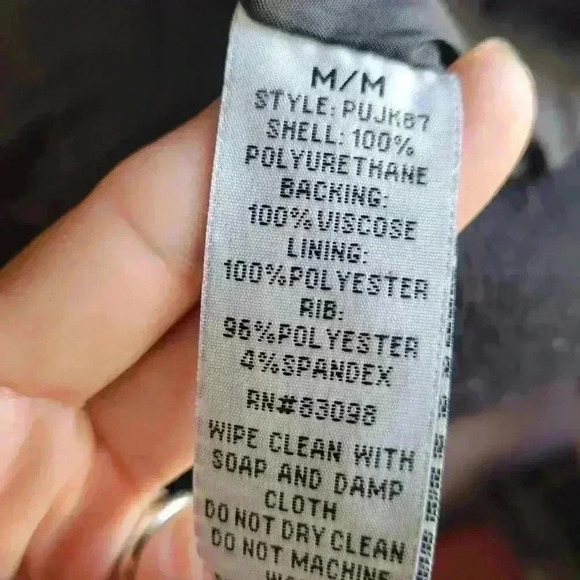 M/M
STYLE: PUJK87
SHELL: 100%
POLYURETHANE
BACKING:
100% VISCOSE
LINING:
100%POLYESTER
RIB:
96%POLYESTER
4%SPANDEX
RN#83098
WIPE CLEAN WITH
SOAP AND DAMP
CLOTH
DO NOT DRY CLEAN
DO NOT MACHINE